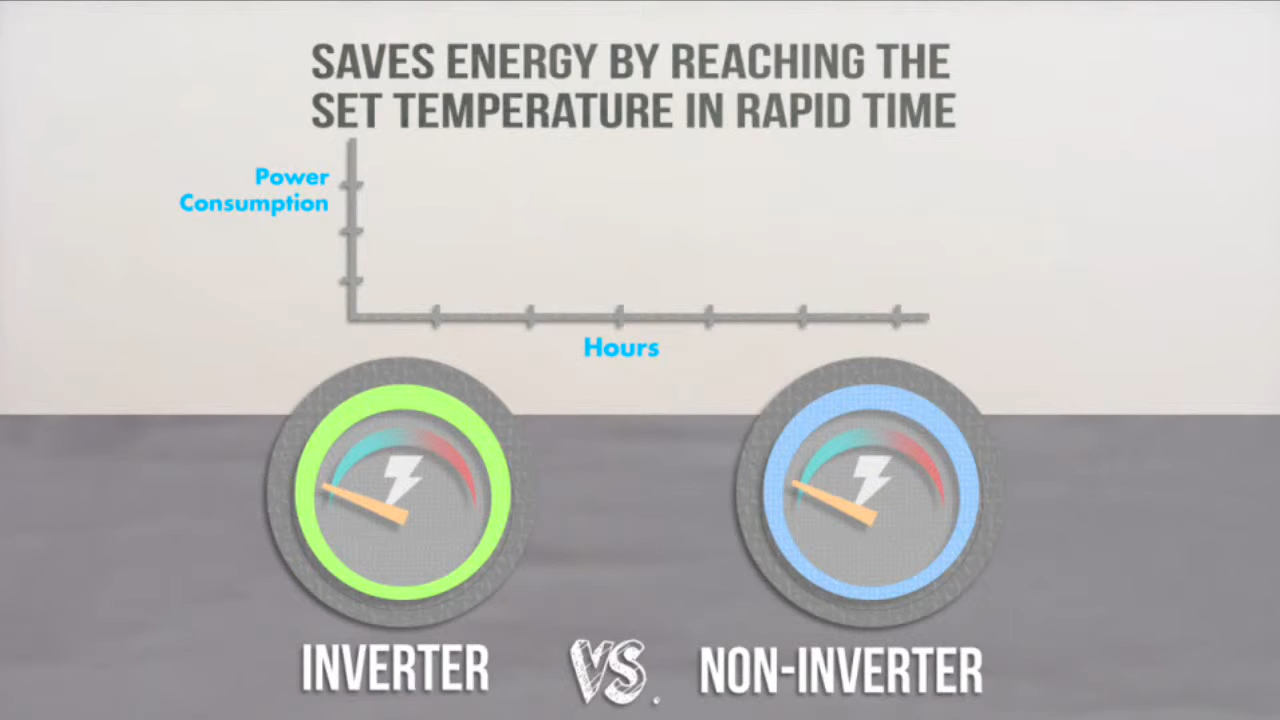 SAVES ENERGY BY REACHING THE
SET TEMPERATURE IN RAPID TIME
Power
Consumption
Hours
INVERTER VS. NON-INVERTER